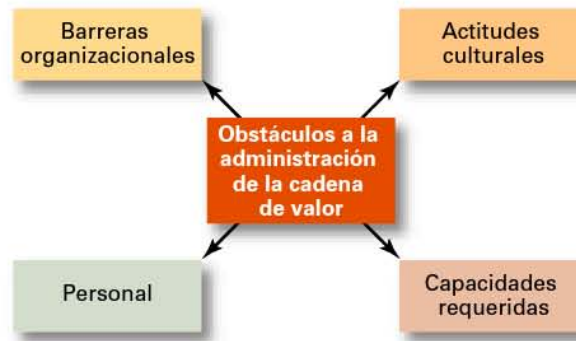 Barreras
organizacionales
Actitudes
culturales
Obstáculos a la
administración
de la cadena
de valor
Personal
Capacidades
requeridas